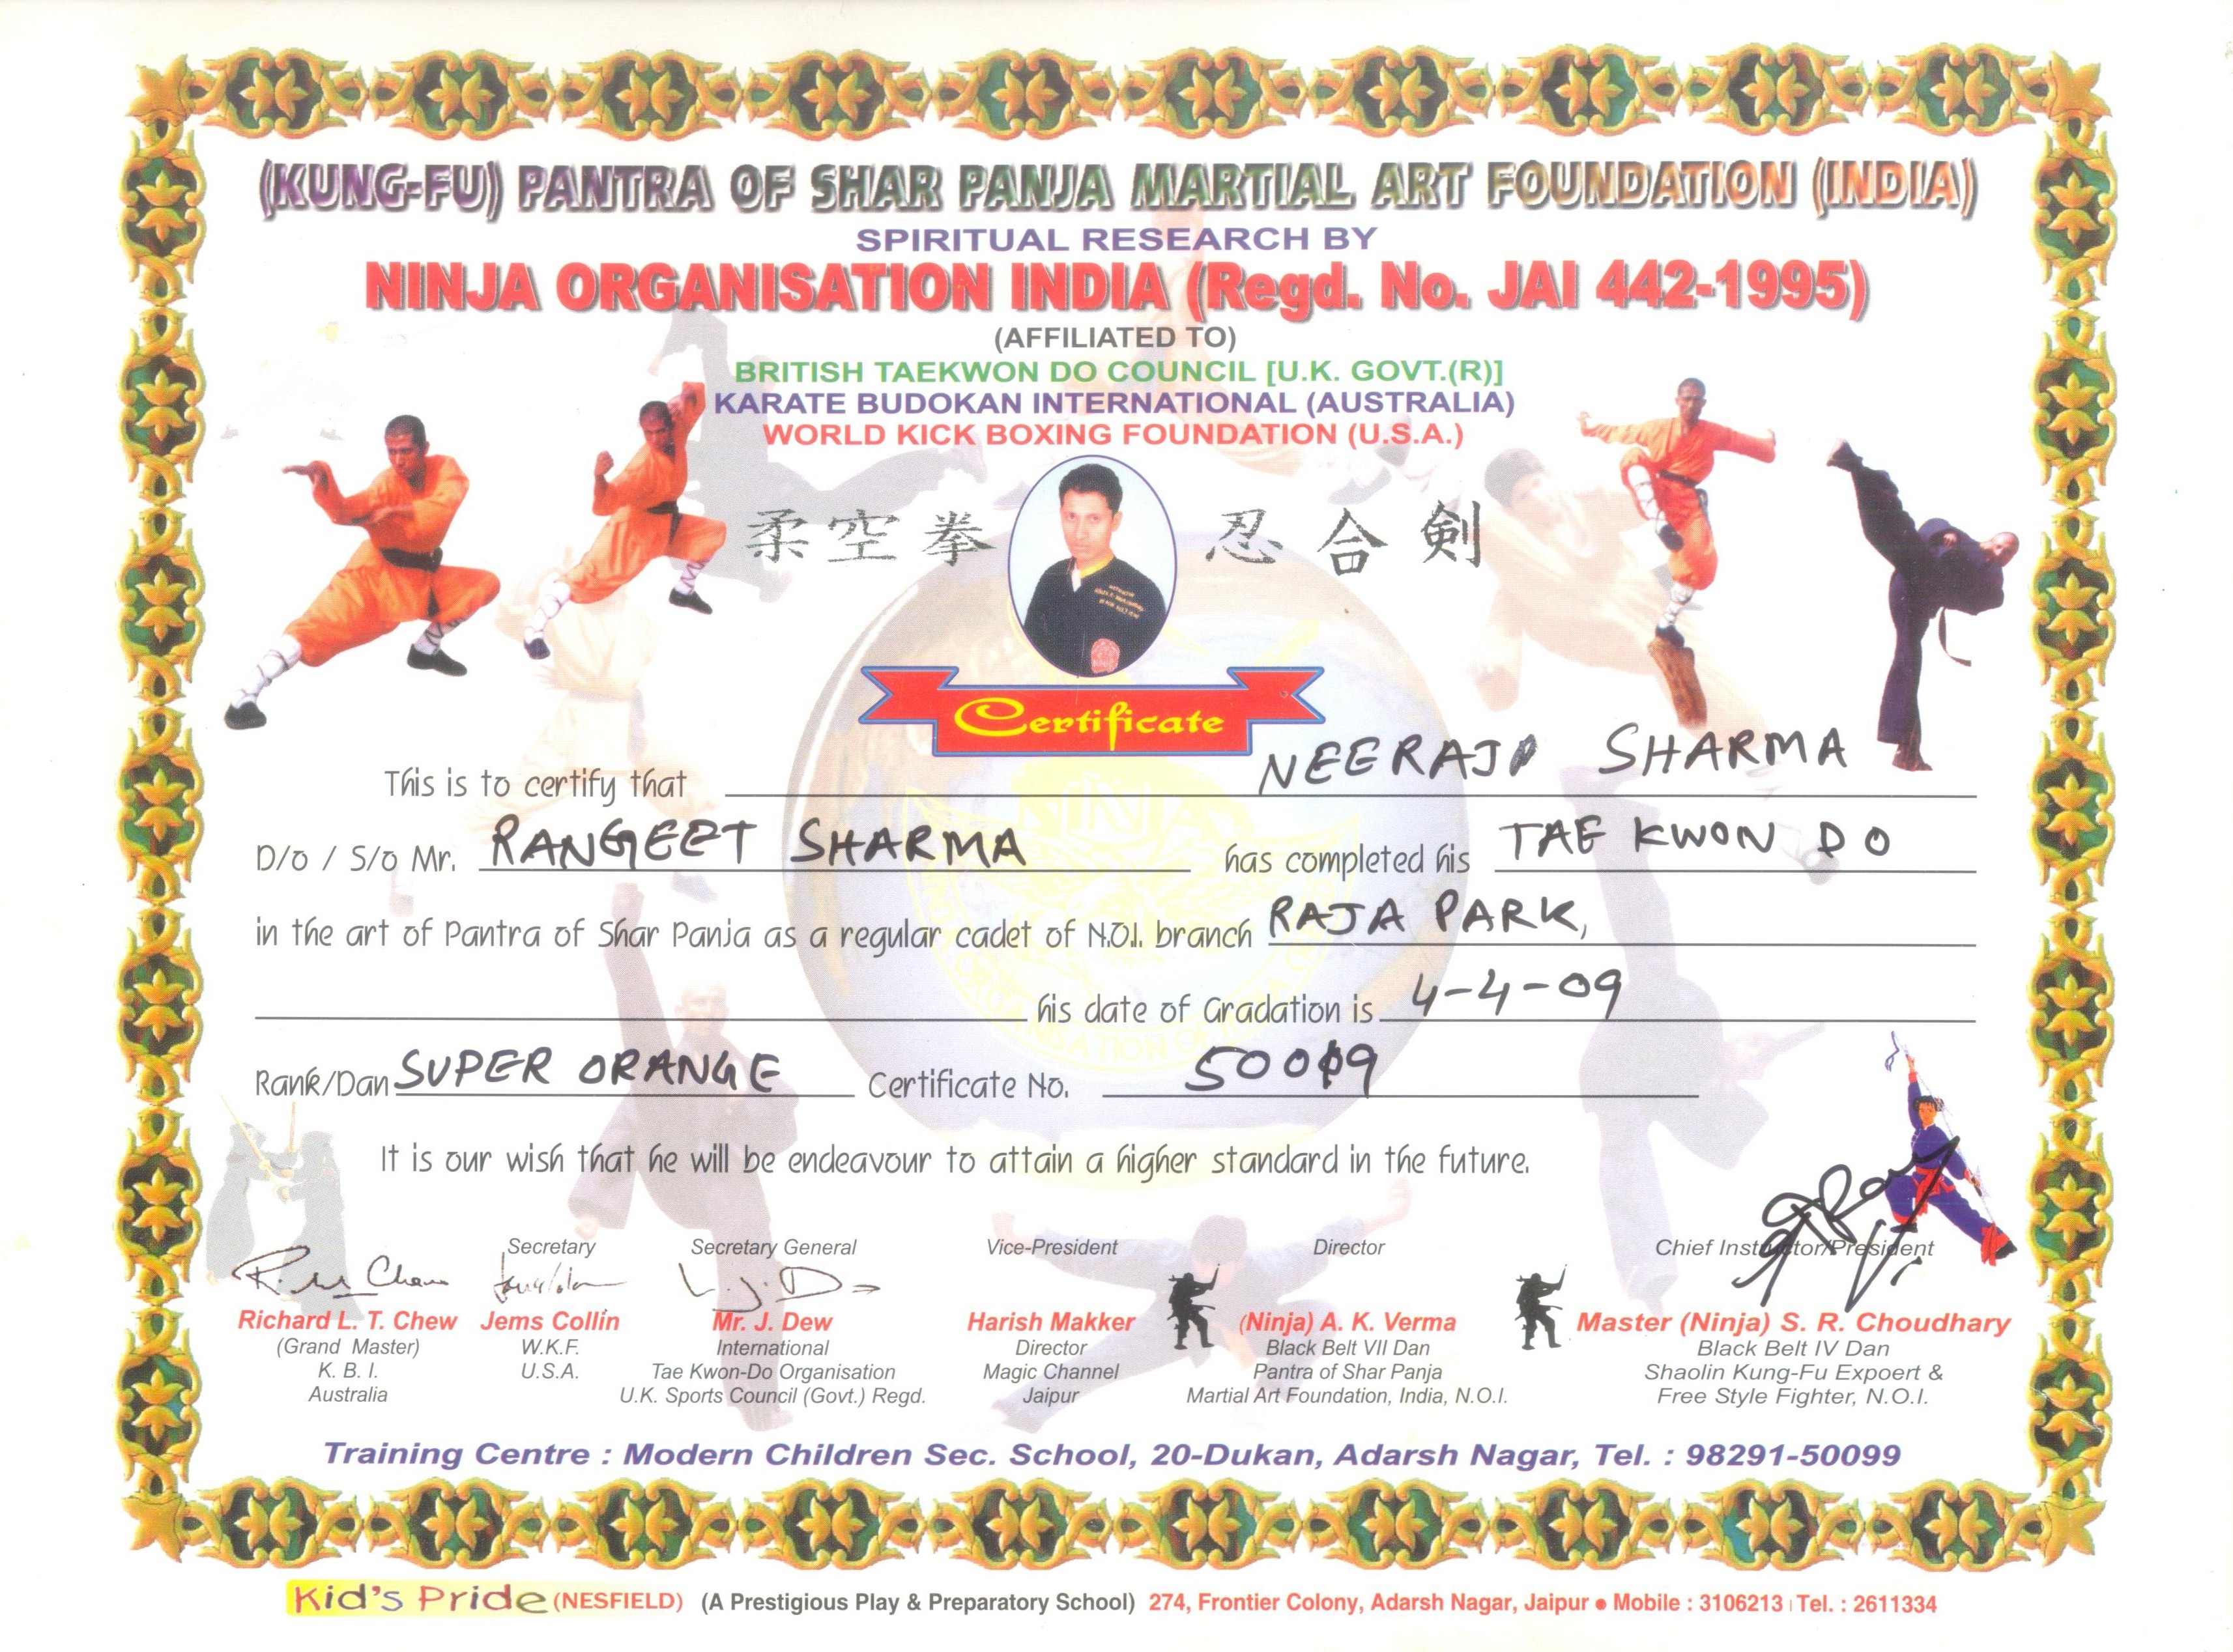 (KUNG-FU) PANTRA OF SHAR PANJA MARTIAL ART FOUNDATION (INDIA)
SPIRITUAL RESEARCH BY
NINJA ORGANISATION INDIA (Regd. No. JAI 442-1995)
(AFFILIATED TO)
BRITISH TAEKWON DO COUNCIL [U.K. GOVT.(R)]
KARATE BUDOKAN INTERNATIONAL (AUSTRALIA)
WORLD KICK BOXING FOUNDATION (U.S.A.)
柔空拳 忍合剣
Certificate
This is to certify that NEERAJ SHARMA
D/o / S/o Mr. RANGEET SHARMA has completed his TAE KWON DO
in the art of Pantra of Shar Panja as a regular cadet of N.O.I. branch RAJA PARK,
his date of Gradation is 4-4-09
Rank/Dan SUPER ORANGE Certificate No. 50009
It is our wish that he will be endeavour to attain a higher standard in the future.
Secretary Secretary General Vice-President Director Chief Instructor/President
Richard L. T. Chew Jems Collin Mr. J. Dew Harish Makker (Ninja) A. K. Verma Master (Ninja) S. R. Choudhary
(Grand Master) W.K.F. International Director Black Belt VII Dan Black Belt IV Dan
K. B. I. U.S.A. Tae Kwon-Do Organisation Magic Channel Pantra of Shar Panja Shaolin Kung-Fu Expoert &
Australia U.K. Sports Council (Govt.) Regd. Jaipur Martial Art Foundation, India, N.O.I. Free Style Fighter, N.O.I.
Training Centre : Modern Children Sec. School, 20-Dukan, Adarsh Nagar, Tel. : 98291-50099
Kid's Pride (NESFIELD) (A Prestigious Play & Preparatory School) 274, Frontier Colony, Adarsh Nagar, Jaipur ● Mobile : 3106213 | Tel. : 2611334